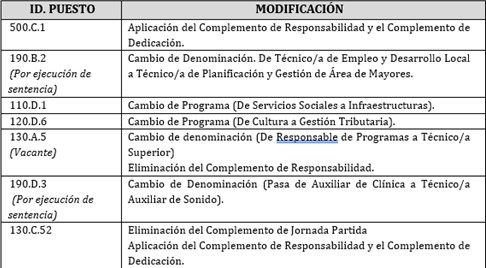 ID. PUESTO MODIFICACIÓN
500.C.1 Aplicación del Complemento de Responsabilidad y el Complemento de
Dedicación.
190.B.2 Cambio de Denominación. De Técnico/a de Empleo y Desarrollo Local
(Por ejecución de a Técnico/a de Planificación y Gestión de Área de Mayores.
sentencia)
110.D.1 Cambio de Programa (De Servicios Sociales a Infraestructuras).
120.D.6 Cambio de Programa (De Cultura a Gestión Tributaria).
130.A.5 Cambio de denominación (De Responsable de Programas a Técnico/a
(Vacante) Superior)
Eliminación del Complemento de Responsabilidad.
190.D.3 Cambio de Denominación (Pasa de Auxiliar de Clínica a Técnico/a
(Por ejecución de Auxiliar de Sonido).
sentencia)
130.C.52 Eliminación del Complemento de Jornada Partida
Aplicación del Complemento de Responsabilidad y el Complemento de
Dedicación.